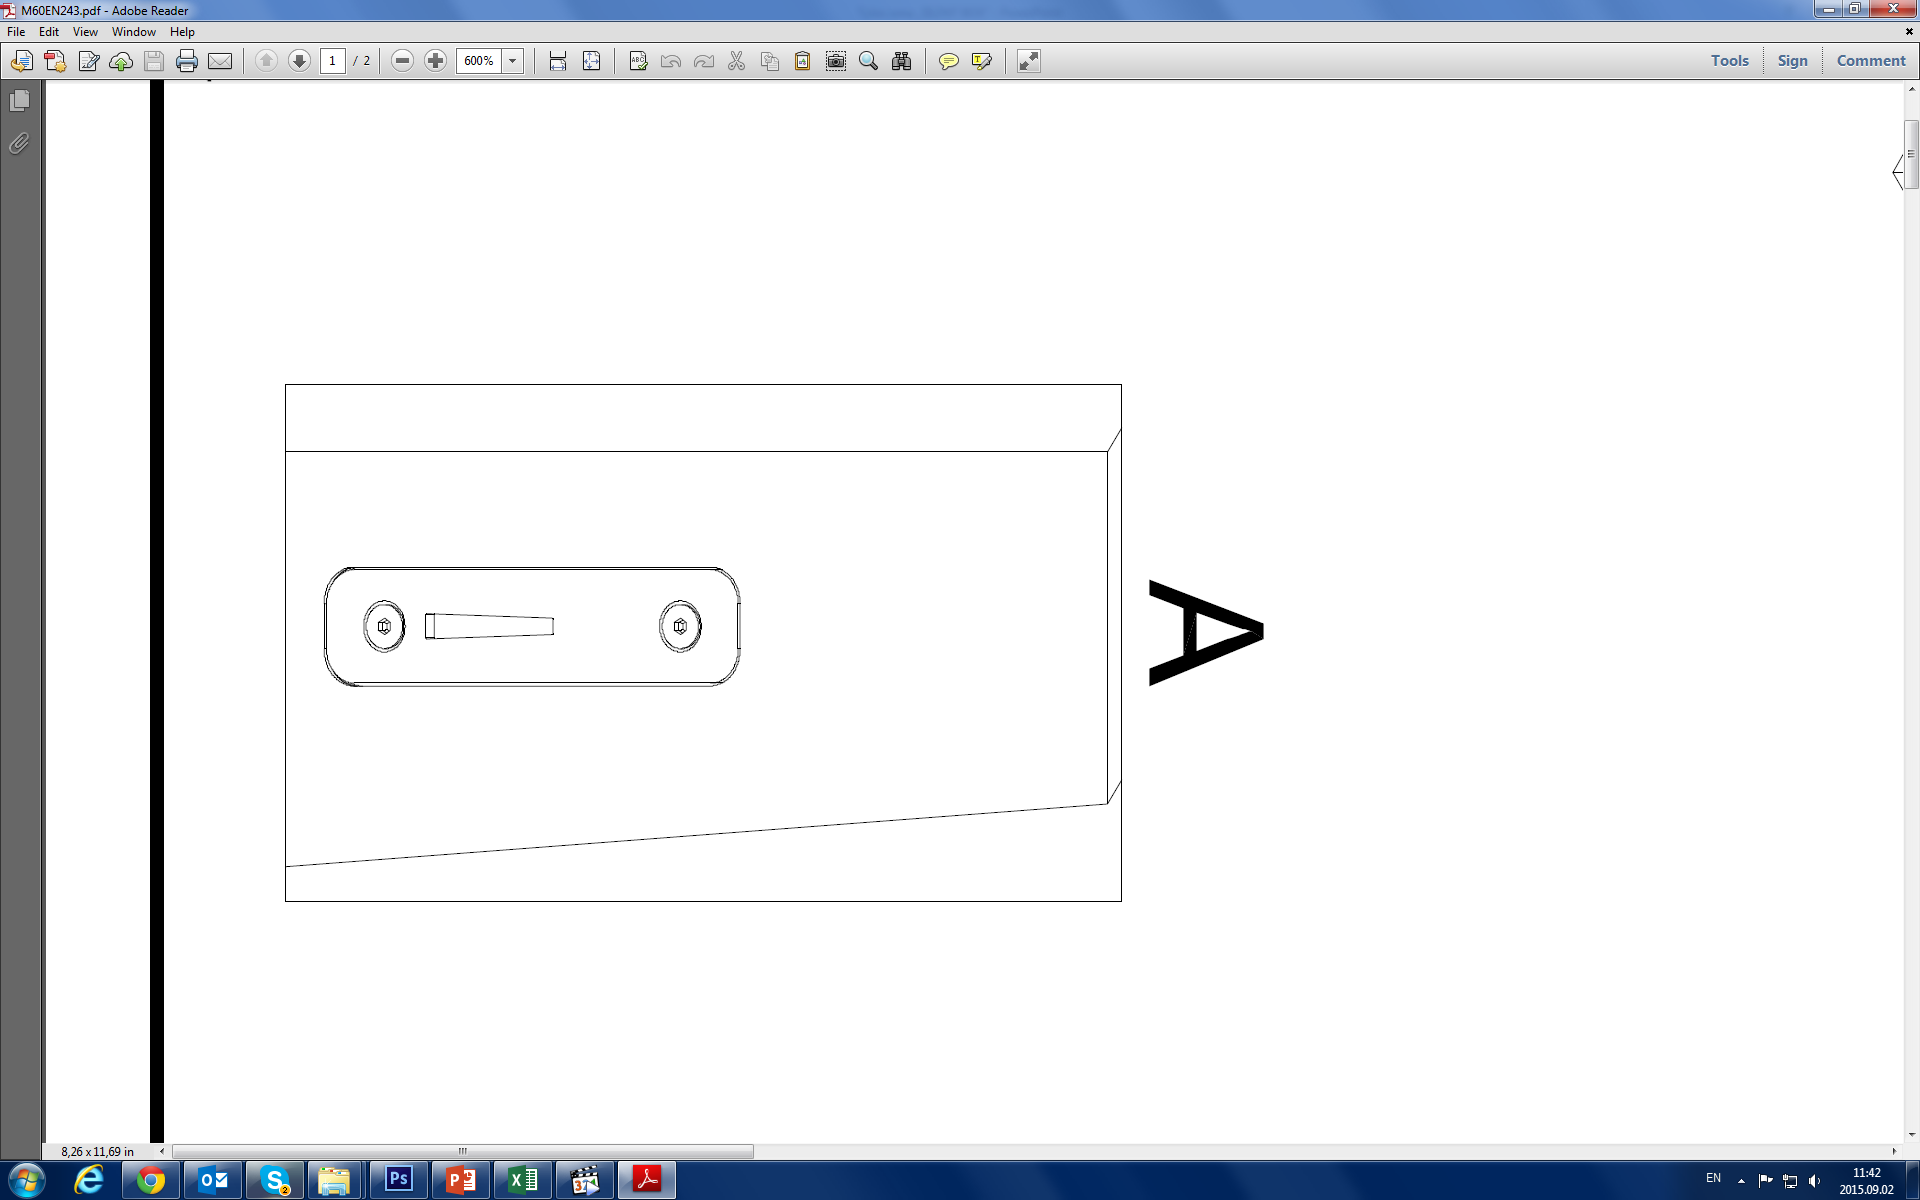 M60EN243.pdf - Adobe Reader
File Edit View Window Help
1 / 2 600% Tools Sign Comment
A
8,26 x 11,69 in
EN 11:42
2015.09.02